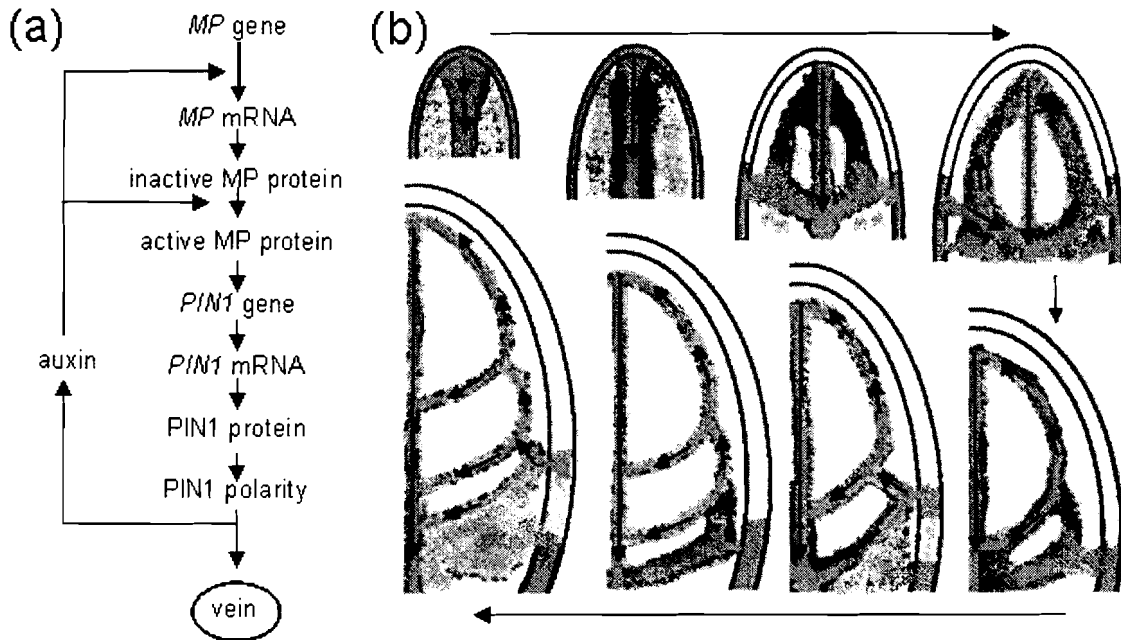 (a)
MP gene
MP mRNA
inactive MP protein
active MP protein
PIN1 gene
auxin
PIN1 mRNA
PIN1 protein
PIN1 polarity
vein
(b)